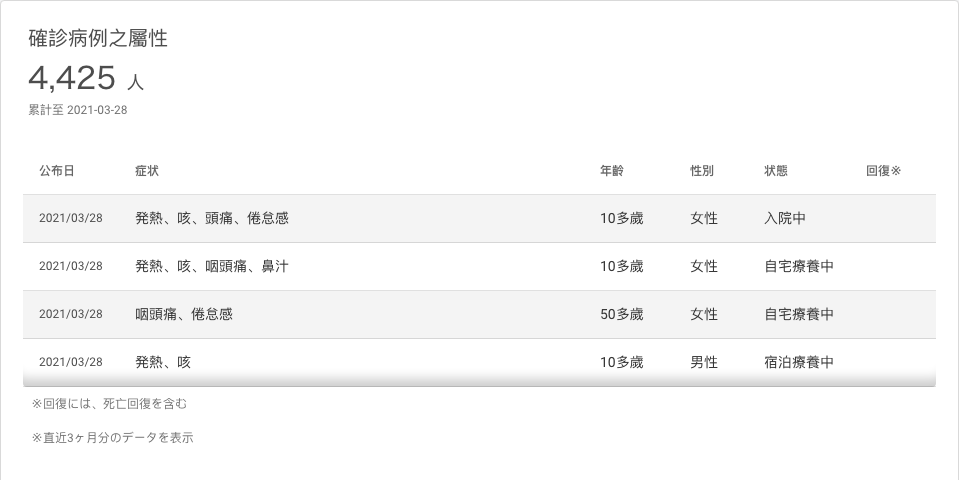 確診病例之屬性
4,425 人
累計至 2021-03-28
公布日 症状 年齡 性別 状態 回復※
2021/03/28 発熱、咳、頭痛、倦怠感 10多歲 女性 入院中
2021/03/28 発熱、咳、咽頭痛、鼻汁 10多歲 女性 自宅療養中
2021/03/28 咽頭痛、倦怠感 50多歲 女性 自宅療養中
2021/03/28 発熱、咳 10多歲 男性 宿泊療養中
※回復には、死亡回復を含む
※直近3ヶ月分のデータを表示